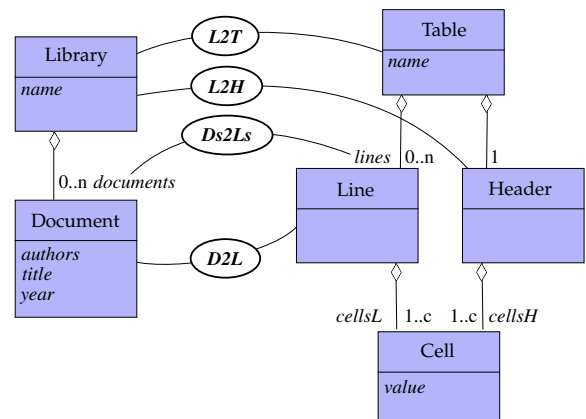 L2T
Table
name
Library
name
L2H
Ds2Ls
lines
0..n
1
0..n documents
Line
Header
Document
authors
title
year
D2L
cellsL
1..c
1..c
cellsH
Cell
value